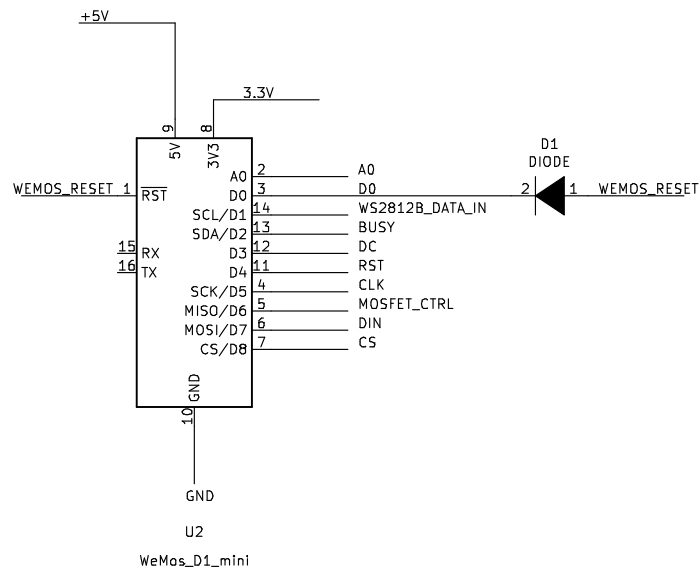 +5V
3.3V
9
8
5V
3V3
D1
DIODE
A0 2 A0
WEMOS_RESET 1 RST
D0 3 D0
2 1 WEMOS_RESET
SCL/D1 14 WS2812B_DATA_IN
SDA/D2 13 BUSY
15 RX
D3 12 DC
16 TX
D4 11 RST
SCK/D5 4 CLK
MISO/D6 5 MOSFET_CTRL
MOSI/D7 6 DIN
CS/D8 7 CS
GND
10
GND
U2
WeMos_D1_mini